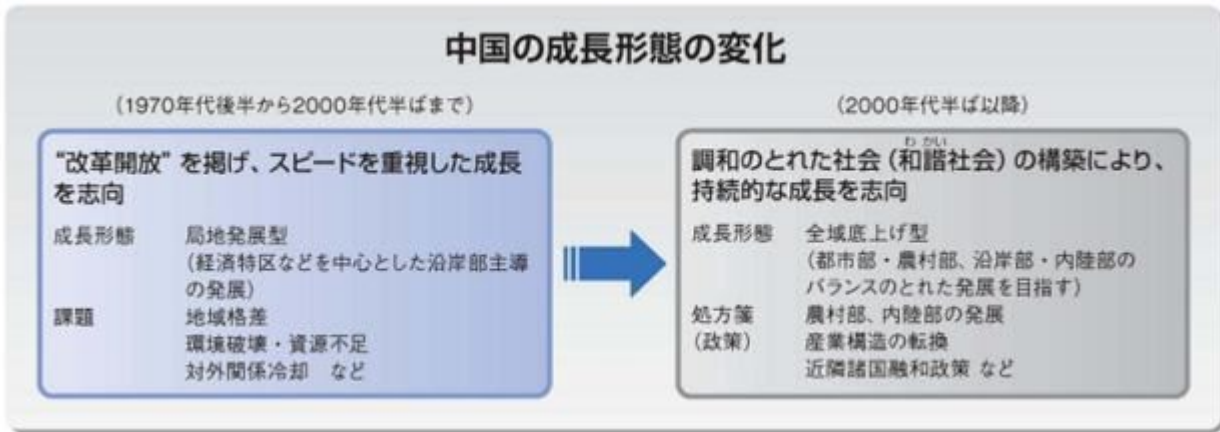 中国の成長形態の変化
(1970年代後半から2000年代半ばまで)
“改革開放”を掲げ、スピードを重視した成長
を志向
成長形態 局地発展型
(経済特区などを中心とした沿岸部主導
の発展)
課題 地域格差
環境破壊・資源不足
対外関係冷却 など
(2000年代半ば以降)
わかい
調和のとれた社会(和諧社会)の構築により、
持続的な成長を志向
成長形態 全域底上げ型
(都市部・農村部、沿岸部・内陸部の
バランスのとれた発展を目指す)
処方箋 農村部、内陸部の発展
(政策) 産業構造の転換
近隣諸国融和政策 など